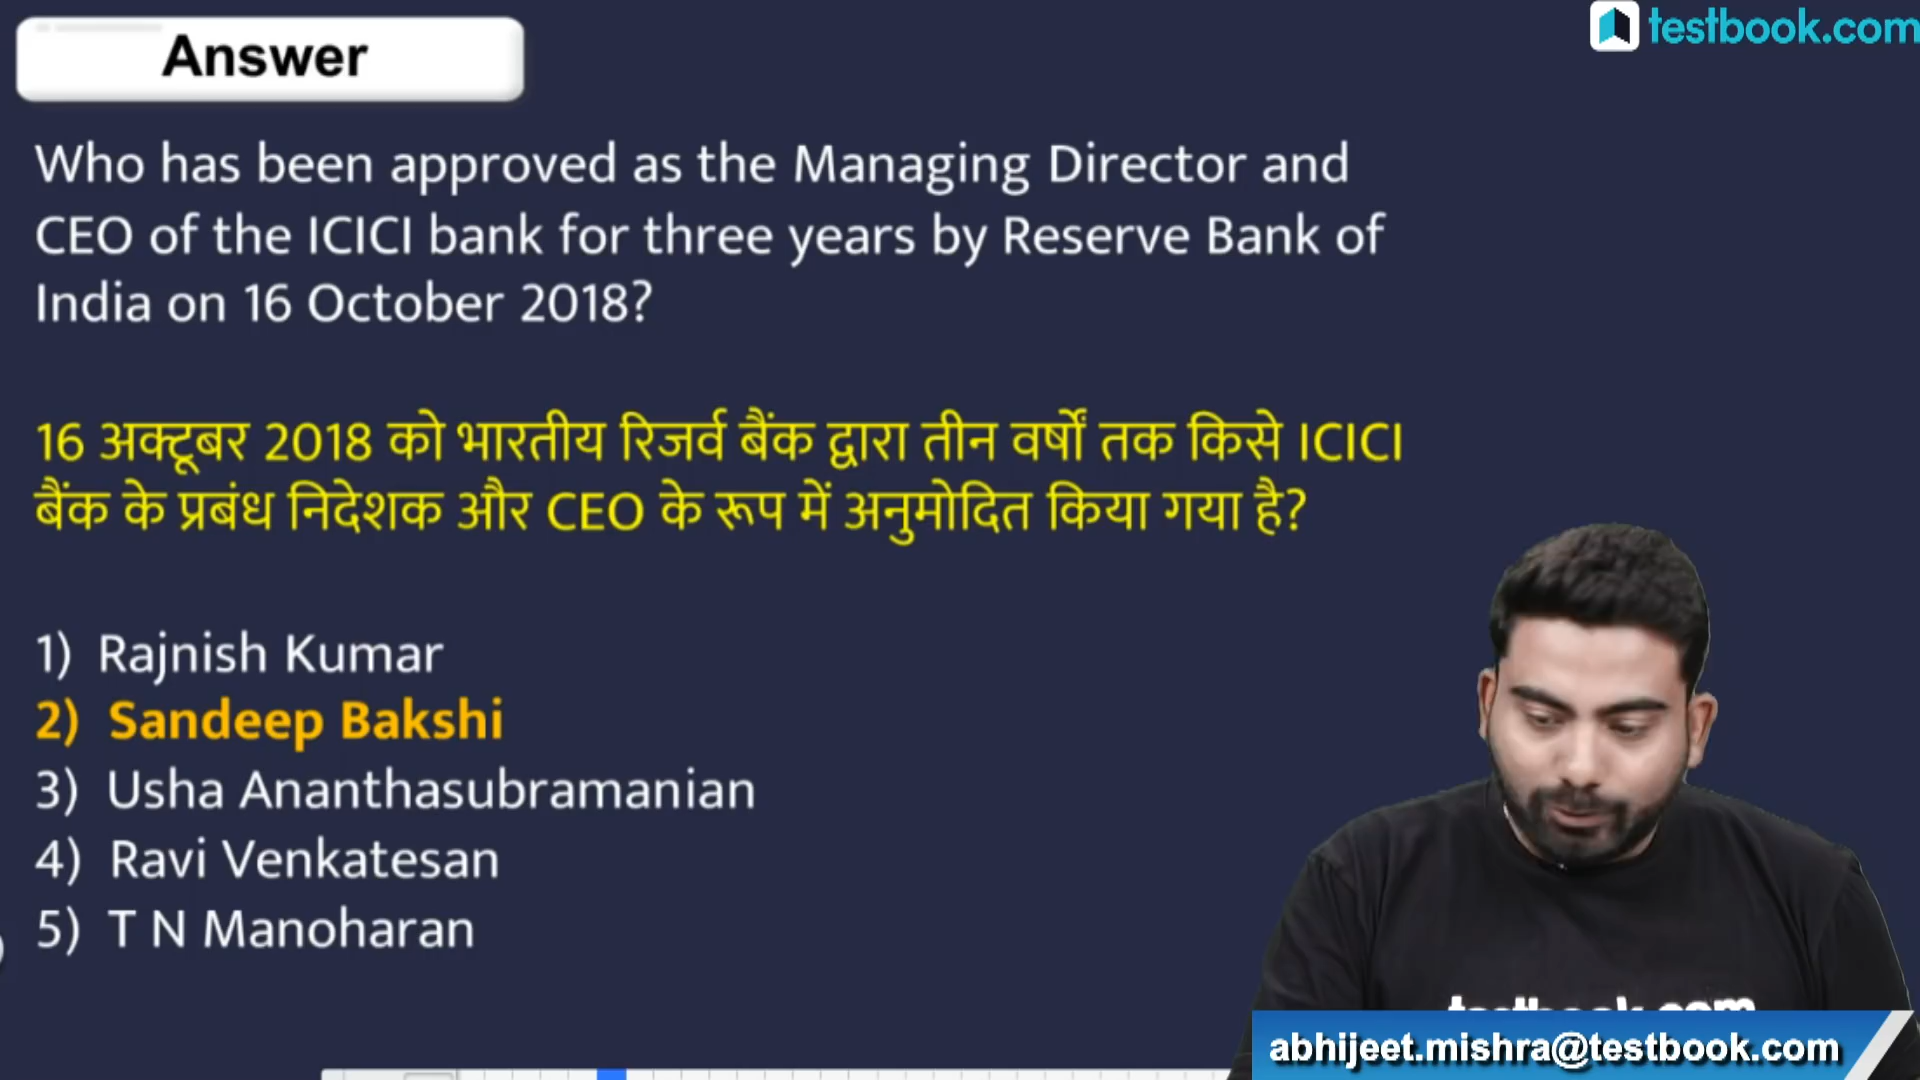 Answer
testbook.com
Who has been approved as the Managing Director and
CEO of the ICICI bank for three years by Reserve Bank of
India on 16 October 2018?
16 अक्टूबर 2018 को भारतीय रिजर्व बैंक द्वारा तीन वर्षों तक किसे ICICI
बैंक के प्रबंध निदेशक और CEO के रूप में अनुमोदित किया गया है?
1) Rajnish Kumar
2) Sandeep Bakshi
3) Usha Ananthasubramanian
4) Ravi Venkatesan
5) T N Manoharan
testbook.com
abhijeet.mishra@testbook.com